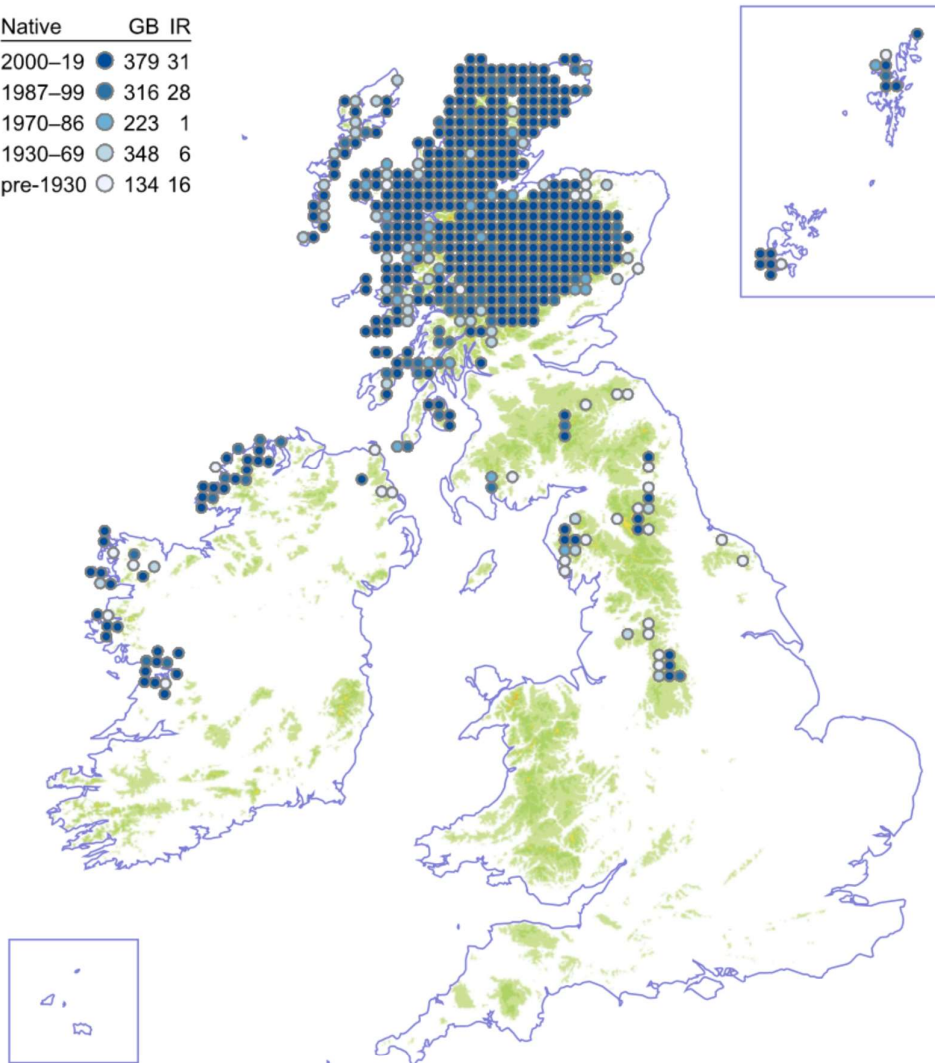 Native GB IR
2000–19 379 31
1987–99 316 28
1970–86 223 1
1930–69 348 6
pre-1930 134 16